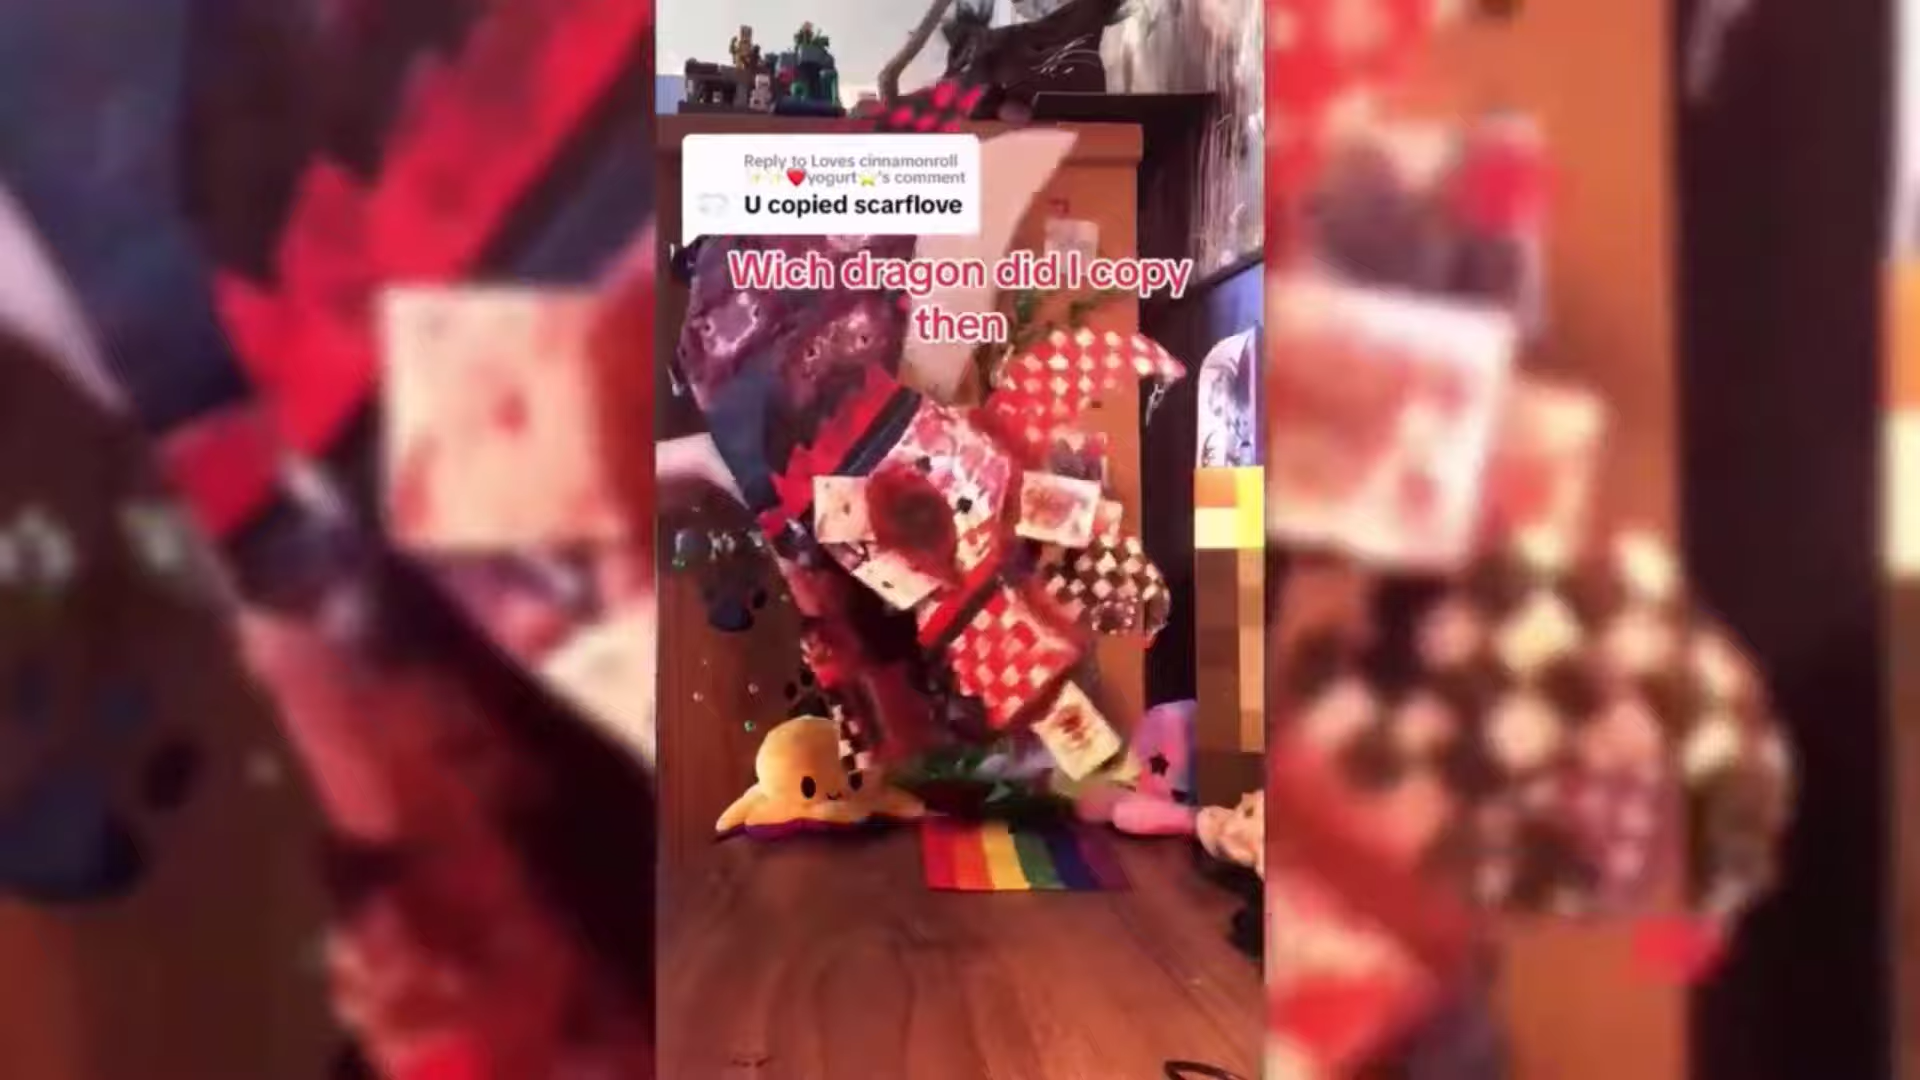 Reply to Loves cinnamonroll
✨✨❤️yogurt⭐'s comment
U copied scarflove
Wich dragon did I copy
then